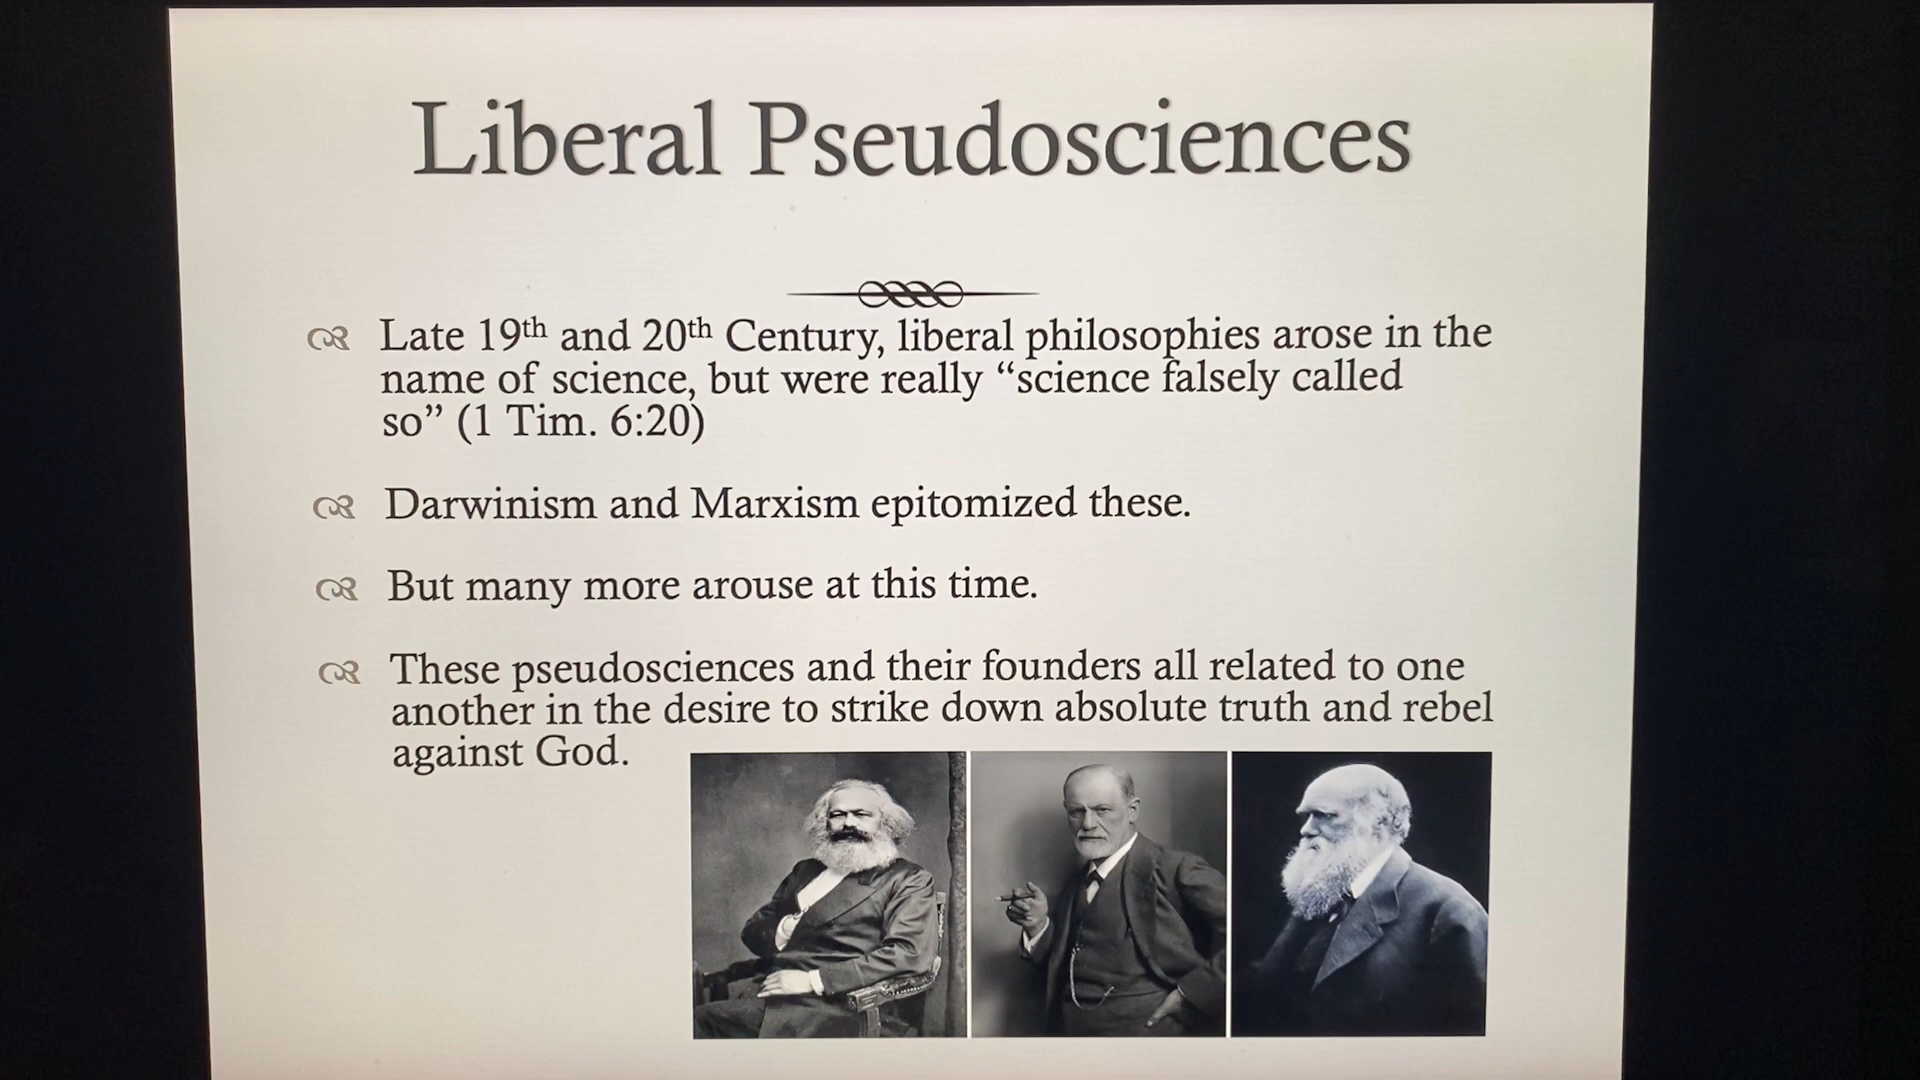 Liberal Pseudosciences
Late 19th and 20th Century, liberal philosophies arose in the
name of science, but were really “science falsely called
so” (1 Tim. 6:20)
Darwinism and Marxism epitomized these.
But many more arouse at this time.
These pseudosciences and their founders all related to one
another in the desire to strike down absolute truth and rebel
against God.